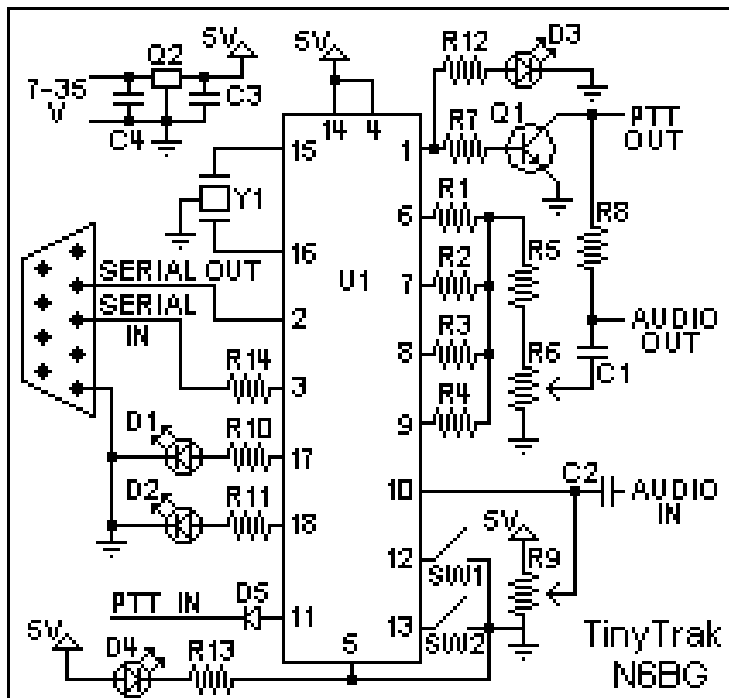 Q2 5V 5V R12 D3
7-35 V C4 C3
14 4
15 1 R7 Q1 PTT OUT
Y1 6 R1 R8
16 U1 7 R2 R5
SERIAL OUT 2
SERIAL IN 8 R3 R6 AUDIO OUT
R14 3 C1
D1 R10 17 9 R4
D2 R11 18 10 C2 AUDIO IN
12 SW1 5V R9
PTT IN D5 11 13 SW2
5V D4 R13 5
TinyTrak
N6BG